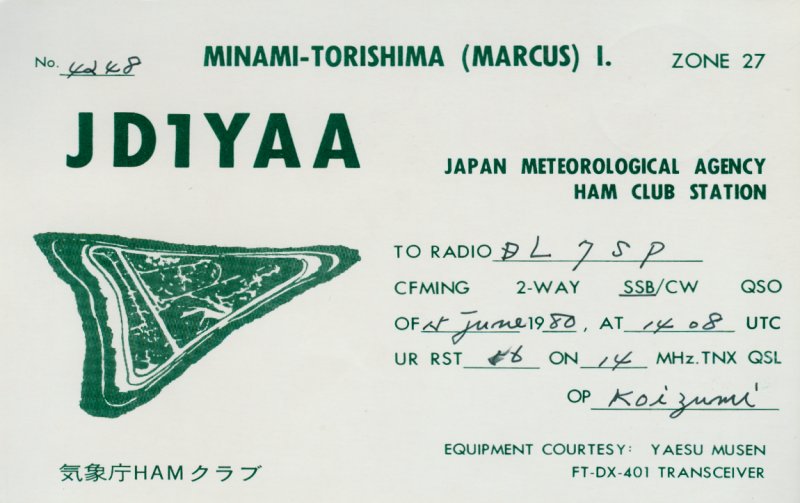 No. 4248 MINAMI-TORISHIMA (MARCUS) I. ZONE 27
JD1YAA
JAPAN METEOROLOGICAL AGENCY
HAM CLUB STATION
TO RADIO DL7SP
CFMING 2-WAY SSB/CW QSO
OF June 1980, AT 1408 UTC
UR RST ON 14 MHz. TNX QSL
OP Koizumi
EQUIPMENT COURTESY: YAESU MUSEN
FT-DX-401 TRANSCEIVER
気象庁HAMクラブ